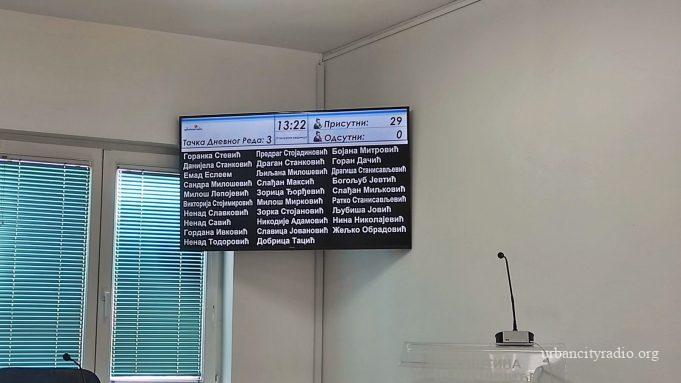 13:22
Присутни: 29
Тачка Дневног Реда: 3
Одсутни: 0
Горанка Стевић
Данијела Станковић
Емад Еслеем
Сандра Милошевић
Милош Лепојевић
Викторија Стојимировић
Ненад Славковић
Ненад Савић
Гордана Ивковић
Ненад Тодоровић
Предраг Стојадиновић
Драган Станковић
Љиљана Милошевић
Слађан Максић
Зорица Ђорђевић
Милош Мирковић
Зорка Стојановић
Никодије Адамовић
Славица Јовановић
Добрица Тацић
Бојана Митровић
Горан Дачић
Драгиша Станисављевић
Богољуб Јевтић
Слађан Миљковић
Ратко Станисављевић
Љубиша Јовић
Нина Николајевић
Жељко Обрадовић
urbancityradio.org